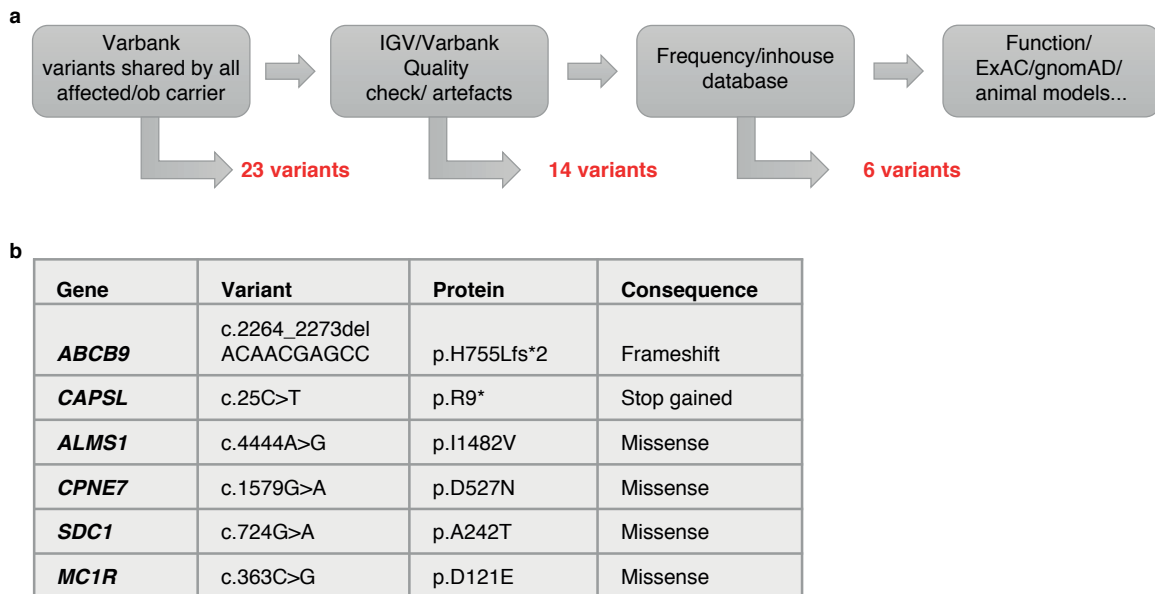 a
Varbank
variants shared by all
affected/ob carrier
IGV/Varbank
Quality
check/ artefacts
Frequency/inhouse
database
Function/
ExAC/gnomAD/
animal models...
23 variants
14 variants
6 variants
b
Gene Variant Protein Consequence
c.2264_2273del
ABCB9 ACAACGAGCC p.H755Lfs*2 Frameshift
CAPSL c.25C>T p.R9* Stop gained
ALMS1 c.4444A>G p.I1482V Missense
CPNE7 c.1579G>A p.D527N Missense
SDC1 c.724G>A p.A242T Missense
MC1R c.363C>G p.D121E Missense